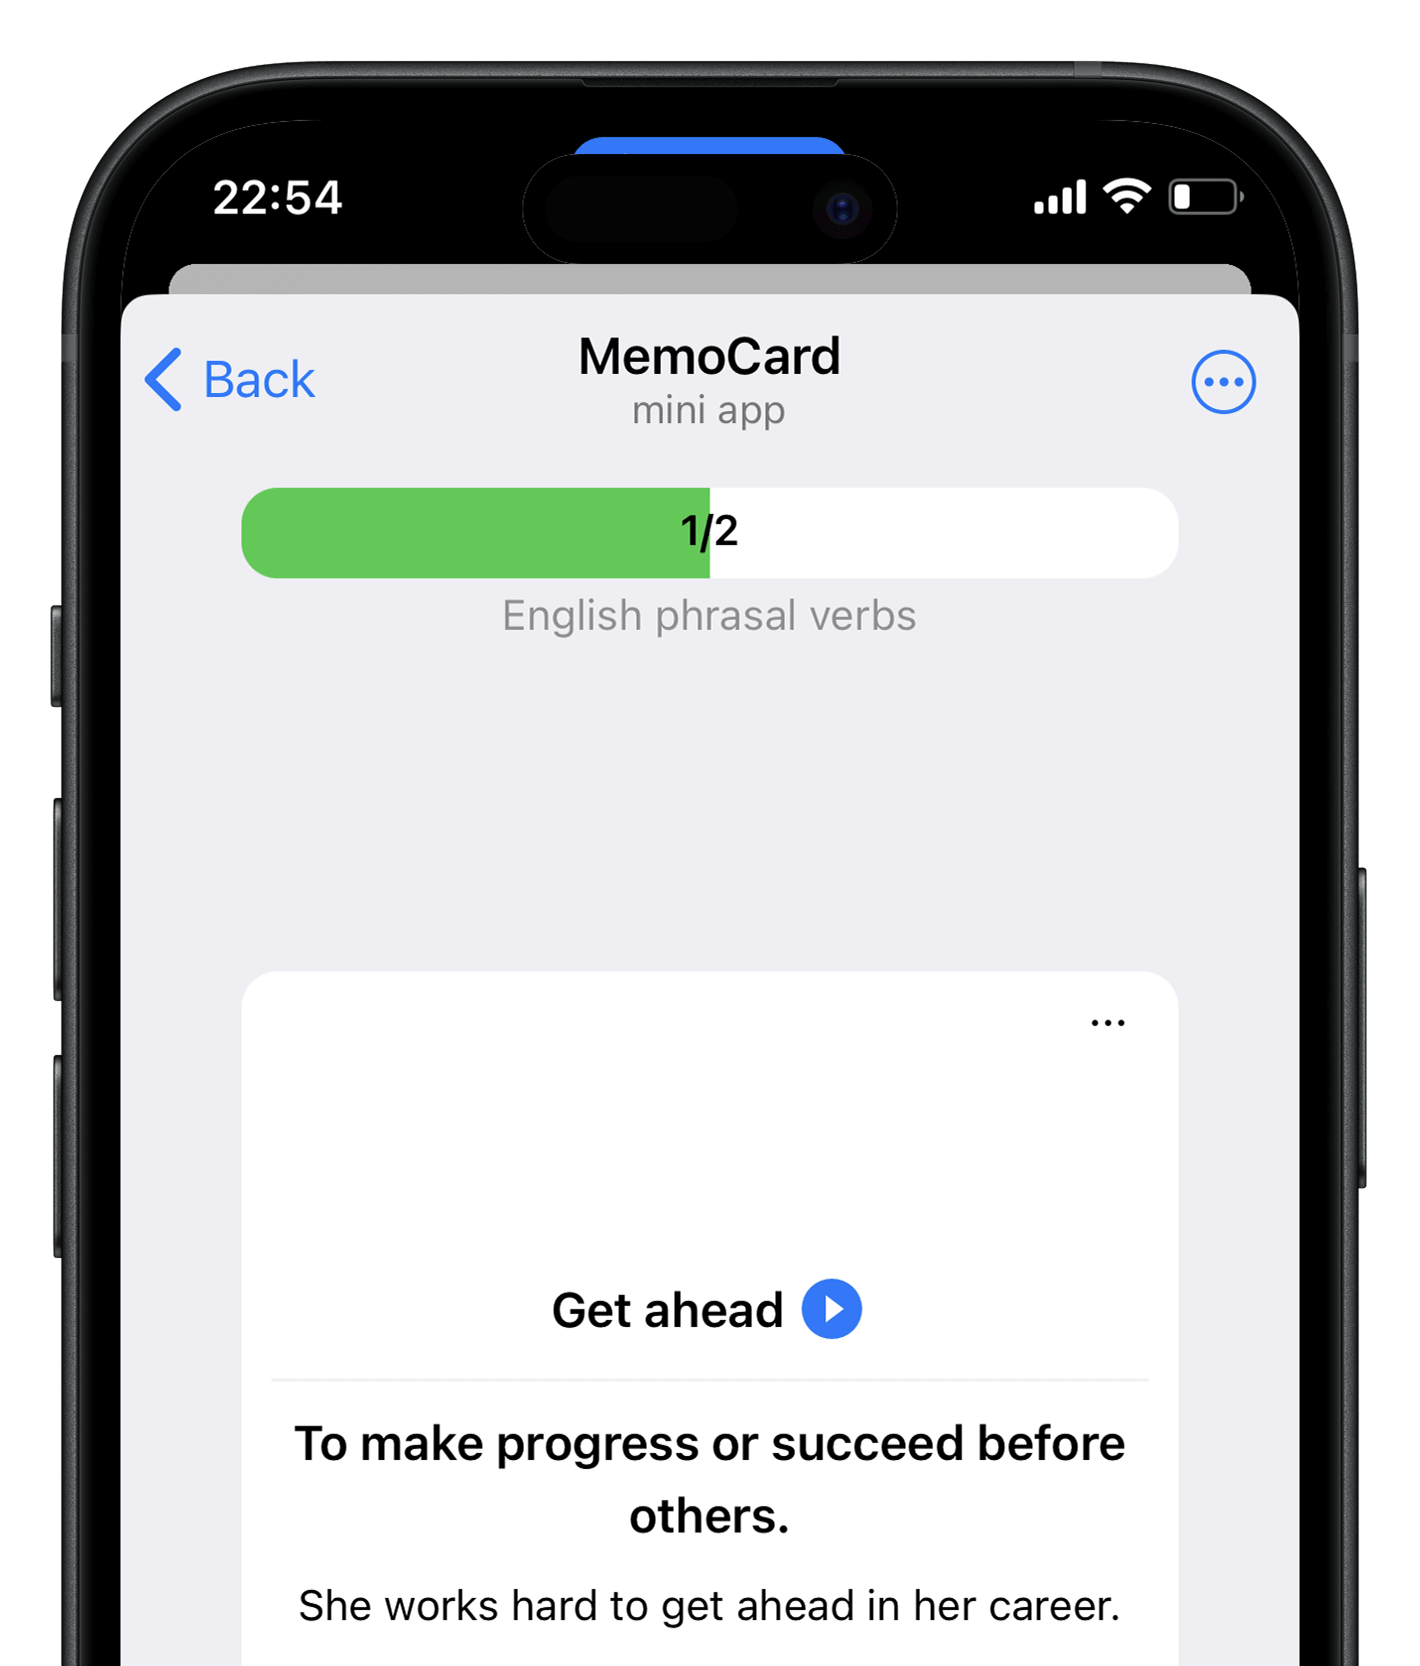 22:54
Back
MemoCard
mini app
1/2
English phrasal verbs
...
Get ahead
To make progress or succeed before
others.
She works hard to get ahead in her career.